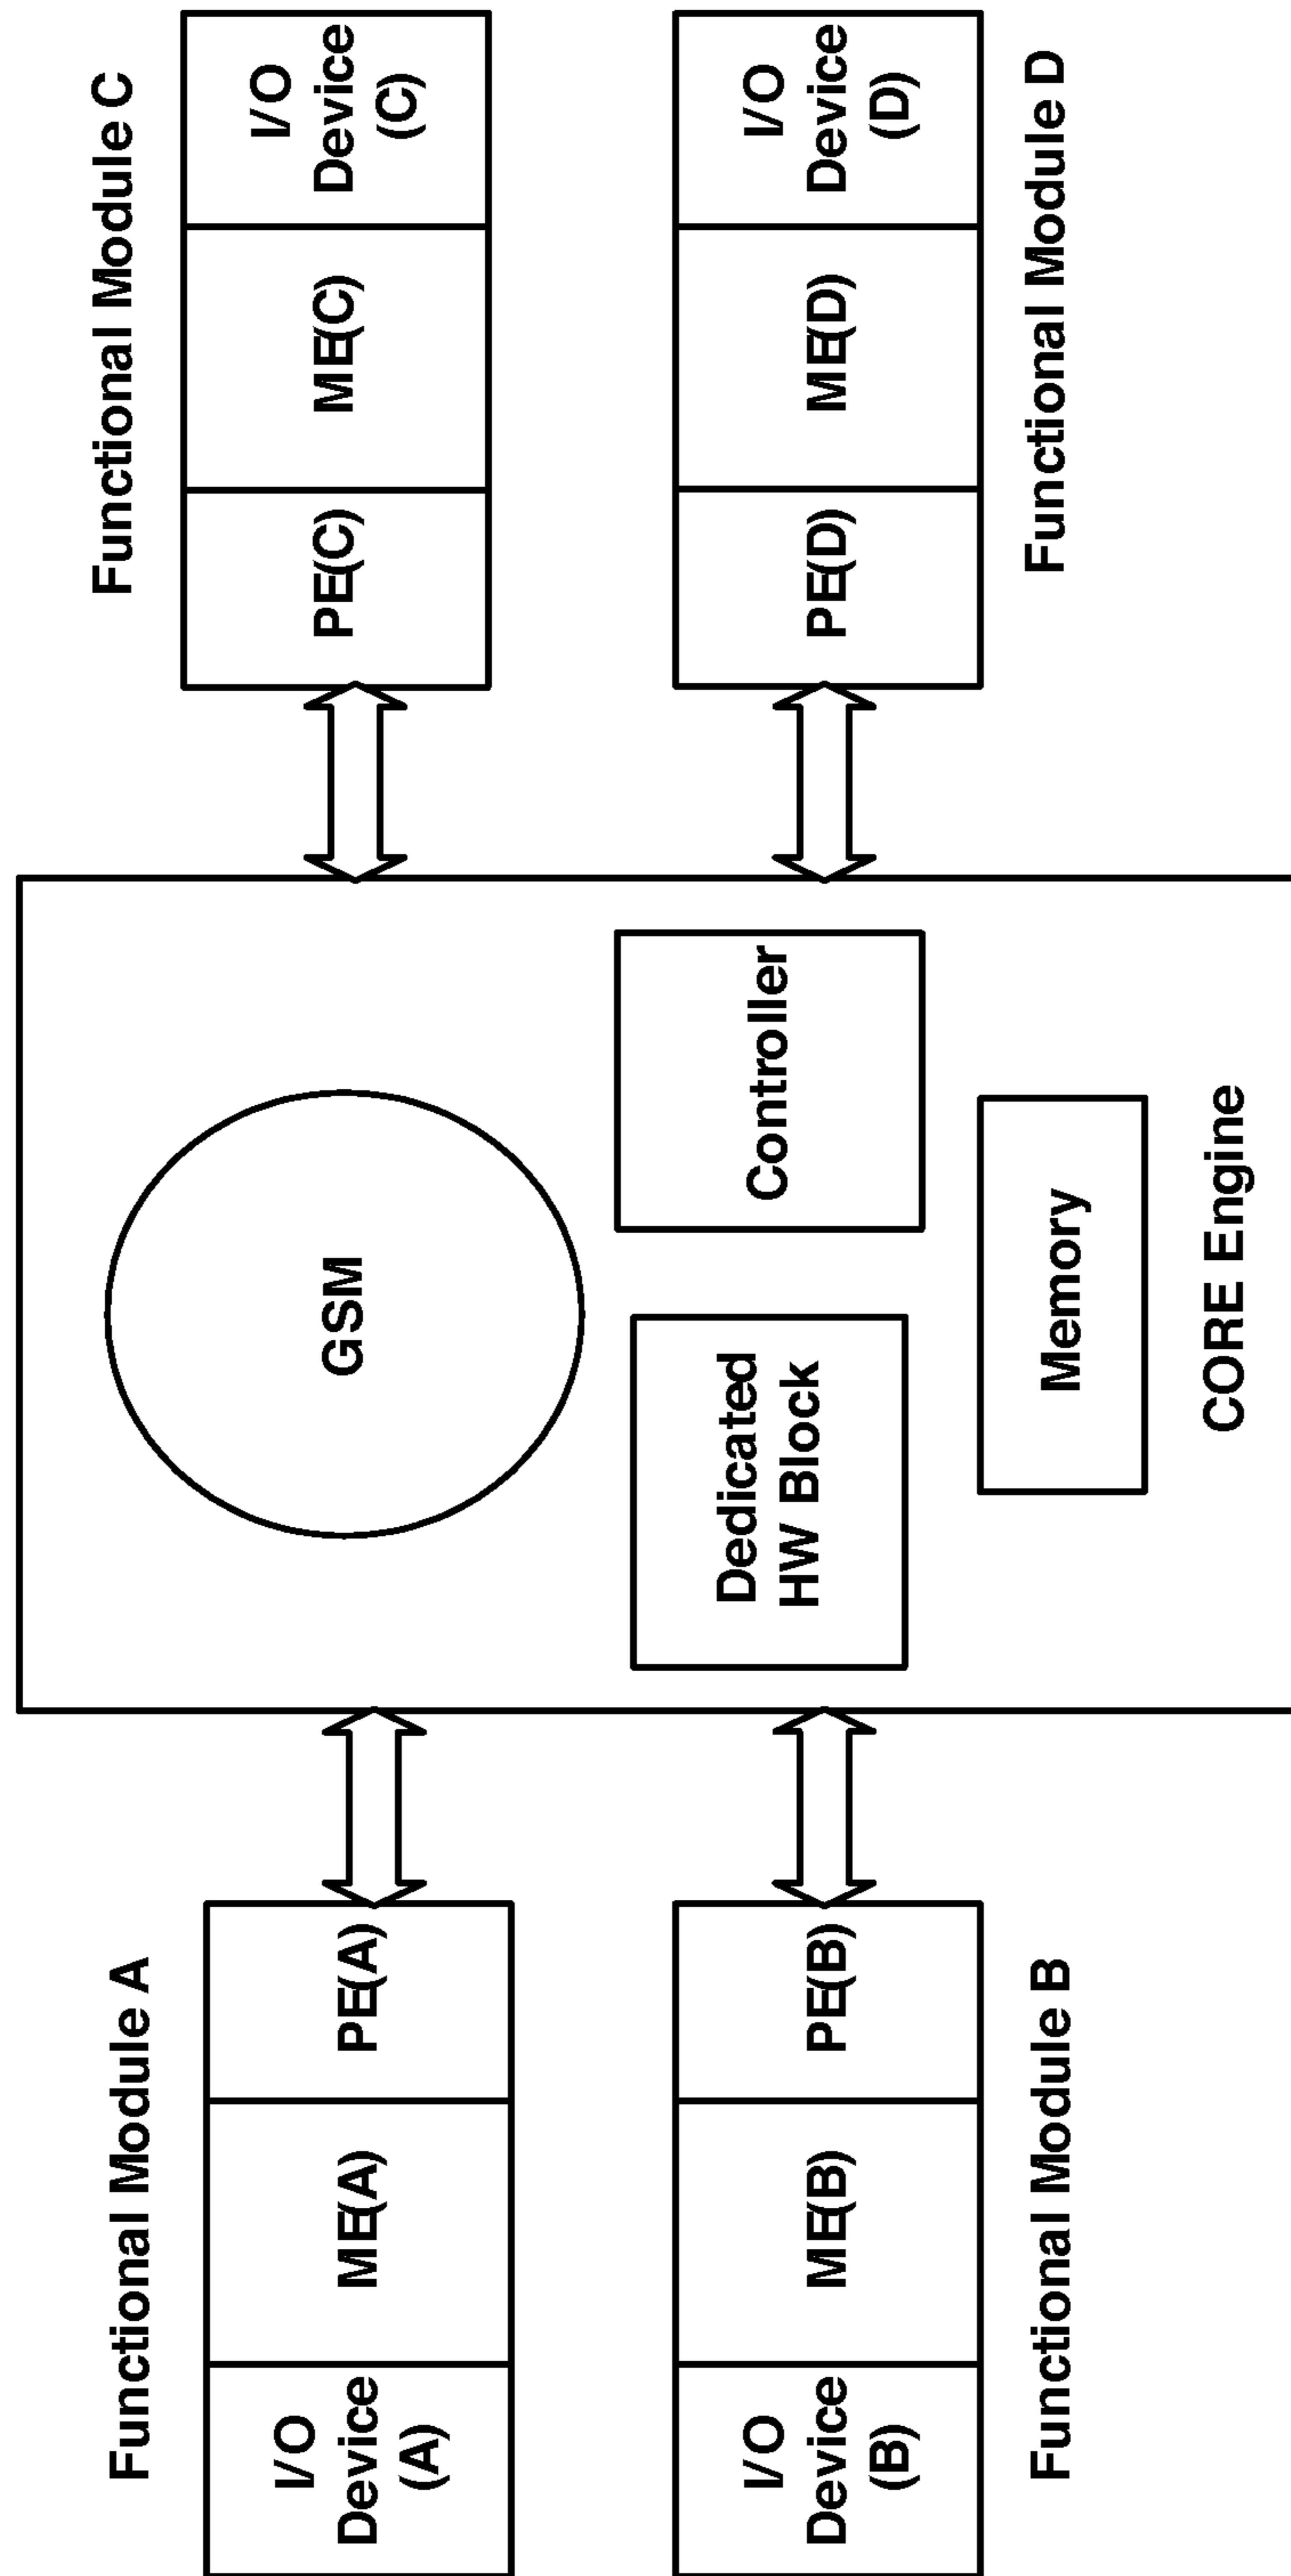 Functional Module A
I/O
Device
(A)
ME(A)
PE(A)
I/O
Device
(B)
ME(B)
PE(B)
Functional Module B
GSM
Dedicated
HW Block
Controller
Memory
CORE Engine
Functional Module C
PE(C)
ME(C)
I/O
Device
(C)
PE(D)
ME(D)
I/O
Device
(D)
Functional Module D